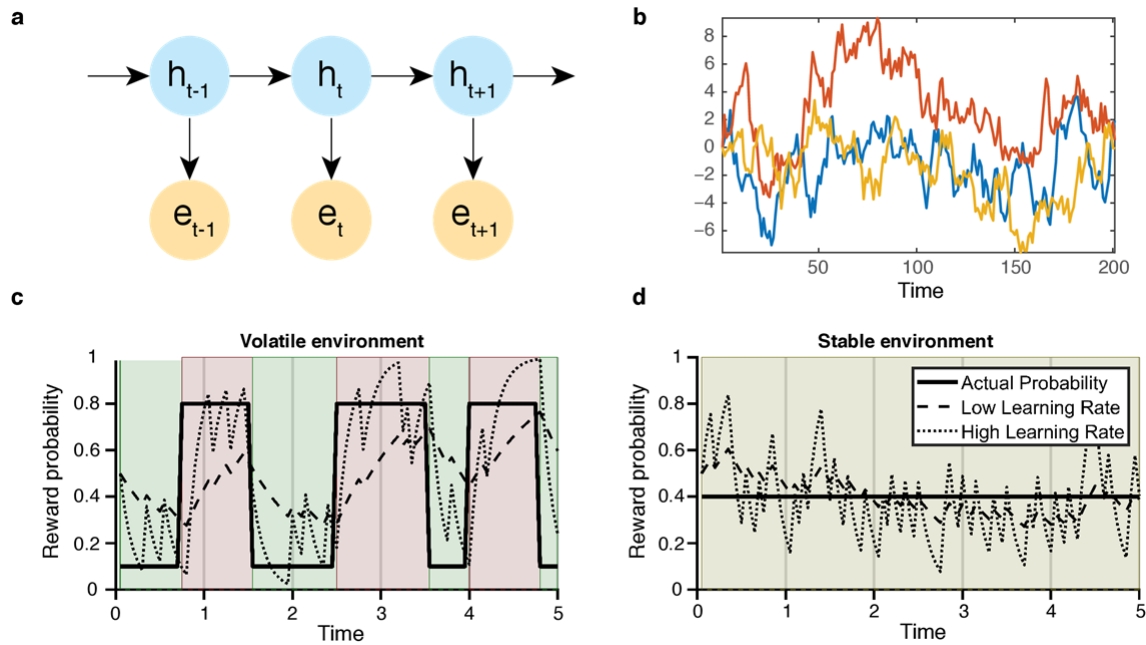 a
h t-1
h t
h t+1
e t-1
e t
e t+1
b
8
6
4
2
0
-2
-4
-6
50
100
150
200
Time
c
Volatile environment
Reward probability
1
0.8
0.6
0.4
0.2
0
0
1
2
3
4
5
Time
d
Stable environment
Reward probability
1
0.8
0.6
0.4
0.2
0
Actual Probability
Low Learning Rate
High Learning Rate
0
1
2
3
4
5
Time